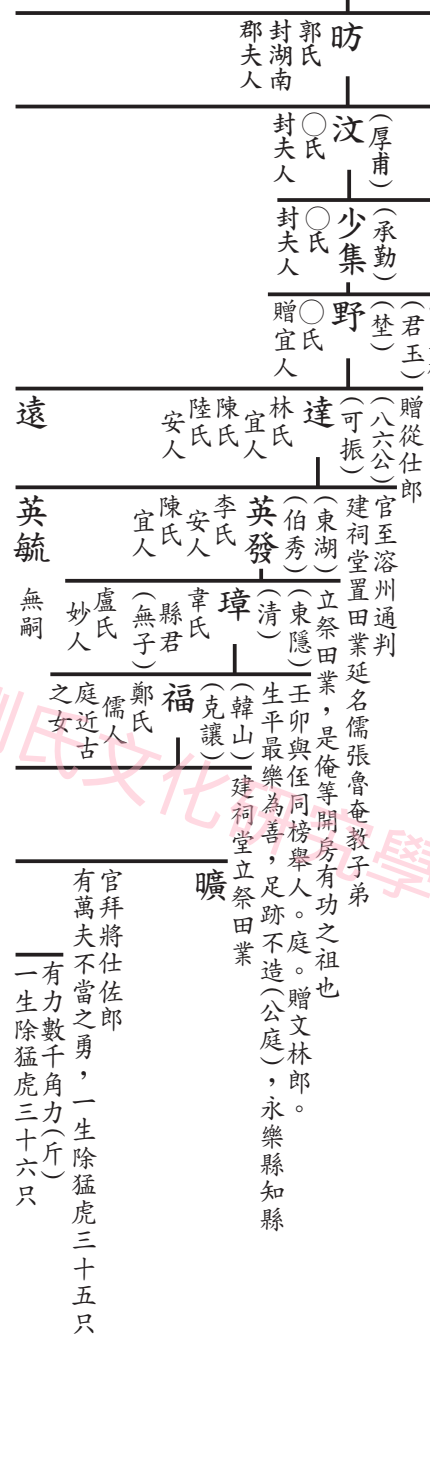 昉
郭氏
封湖南
郡夫人
(厚甫)
汶
○氏
封夫人
(承勤)
少集
○氏
封夫人
(君玉)
(埜)
野
○氏
贈宜人
贈從仕郎
(八六公)
(可振)
達
林氏
宜人
陳氏
陸氏
安人
遠
官至溶州通判
建祠堂置田業延名儒張魯奄教子弟
(東湖)立祭田業，是俺等開房有功之祖也
(伯秀)
英發
李氏
安人
陳氏
宜人
英毓
無嗣
(東隱)壬卯與侄同榜舉人。庭。贈文林郎。
(清)生平最樂為善，足跡不造(公庭)，永樂縣知縣
璋
韋氏
縣君
(無子)
盧氏
妙人
(韓山)建祠堂立祭田業
(克讓)
福
鄭氏
儒人
庭近古
之女
曠
官拜將仕佐郎
有萬夫不當之勇，一生除猛虎三十五只
有力數千角力(斤)
一生除猛虎三十六只
劉氏文化研究學